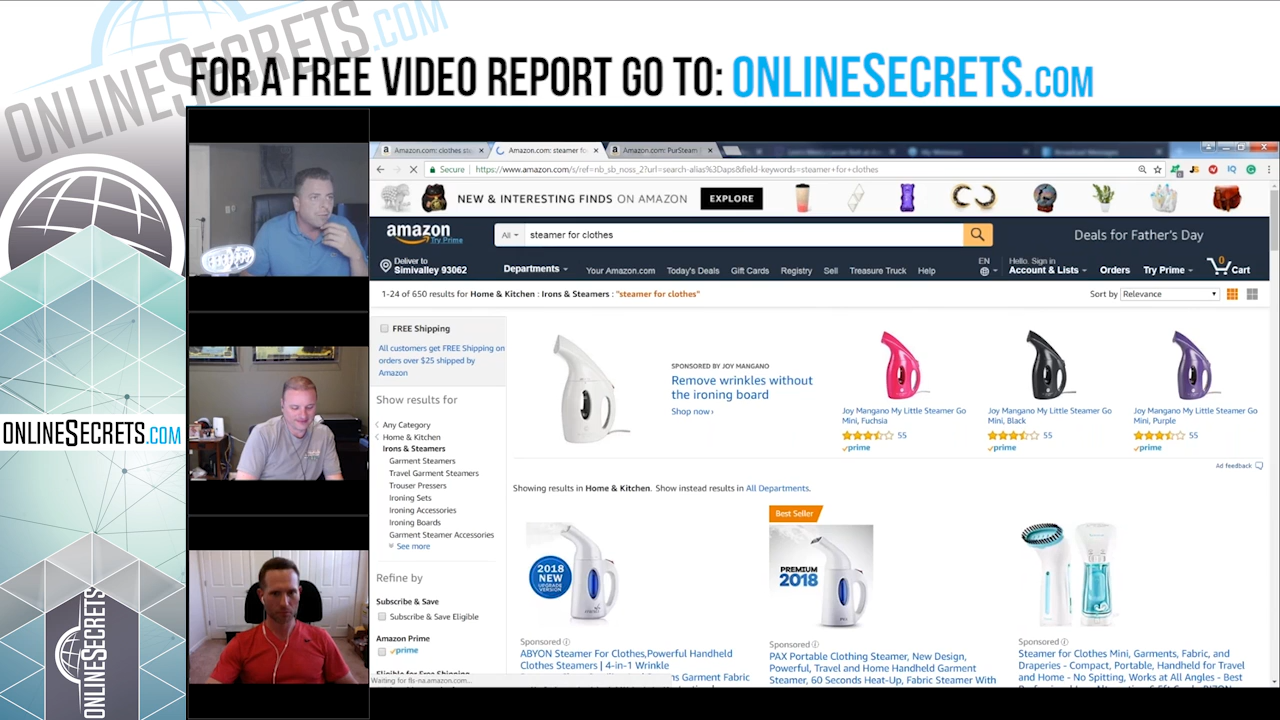 ONLINESECRETS.COM
FOR A FREE VIDEO REPORT GO TO: ONLINESECRETS.COM
Amazon.com: clothes ste
Amazon.com: steamer fo
Amazon.com: PurSteam
Secure
https://www.amazon.com/s/ref=nb_sb_noss_2?url=search-alias%3Daps&field-keywords=steamer+for+clothes
NEW & INTERESTING FINDS ON AMAZON
EXPLORE
amazon
Try Prime
All
steamer for clothes
Deals for Father's Day
Deliver to
Simivalley 93062
Departments
Your Amazon.com
Today's Deals
Gift Cards
Registry
Sell
Treasure Truck
Help
EN
Hello. Sign in
Account & Lists
Orders
Try Prime
0
Cart
1-24 of 650 results for Home & Kitchen : Irons & Steamers : "steamer for clothes"
Sort by
Relevance
FREE Shipping
All customers get FREE Shipping on
orders over $25 shipped by
Amazon
Show results for
Any Category
Home & Kitchen
Irons & Steamers
Garment Steamers
Travel Garment Steamers
Trouser Pressers
Ironing Sets
Ironing Accessories
Ironing Boards
Garment Steamer Accessories
See more
Refine by
Subscribe & Save
Subscribe & Save Eligible
Amazon Prime
prime
Eligible for Free Shipping
Waiting for fls-na.amazon.com...
SPONSORED BY JOY MANGANO
Remove wrinkles without
the ironing board
Shop now ›
Joy Mangano My Little Steamer Go
Mini, Fuchsia
55
prime
Joy Mangano My Little Steamer Go
Mini, Black
55
prime
Joy Mangano My Little Steamer Go
Mini, Purple
55
prime
Ad feedback
Showing results in Home & Kitchen. Show instead results in All Departments.
2018
NEW
UPGRADE
VERSION
Sponsored
ABYON Steamer For Clothes,Powerful Handheld
Clothes Steamers | 4-in-1 Wrinkle
ns Garment Fabric
Best Seller
PREMIUM
2018
Sponsored
PAX Portable Clothing Steamer, New Design,
Powerful, Travel and Home Handheld Garment
Steamer, 60 Seconds Heat-Up, Fabric Steamer With
Sponsored
Steamer for Clothes Mini, Garments, Fabric, and
Draperies - Compact, Portable, Handheld for Travel
and Home - No Spitting, Works at All Angles - Best
ONLINESECRETS.COM
ONLINESECRETS